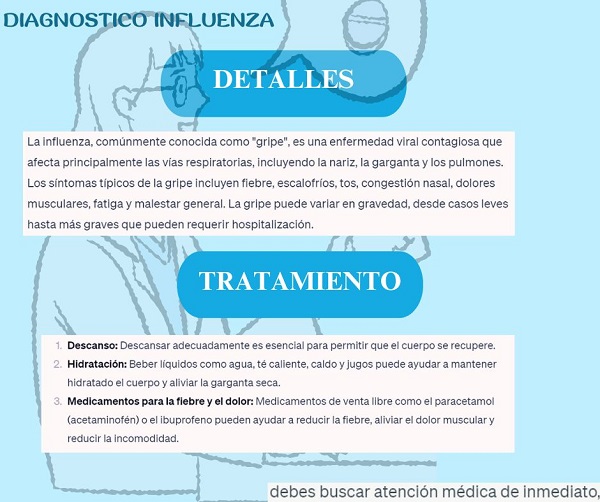 DIAGNOSTICO INFLUENZA
DETALLES
La influenza, comúnmente conocida como "gripe", es una enfermedad viral contagiosa que
afecta principalmente las vías respiratorias, incluyendo la nariz, la garganta y los pulmones.
Los síntomas típicos de la gripe incluyen fiebre, escalofríos, tos, congestión nasal, dolores
musculares, fatiga y malestar general. La gripe puede variar en gravedad, desde casos leves
hasta más graves que pueden requerir hospitalización.
TRATAMIENTO
1. Descanso: Descansar adecuadamente es esencial para permitir que el cuerpo se recupere.
2. Hidratación: Beber líquidos como agua, té caliente, caldo y jugos puede ayudar a mantener
hidratado el cuerpo y aliviar la garganta seca.
3. Medicamentos para la fiebre y el dolor: Medicamentos de venta libre como el paracetamol
(acetaminofén) o el ibuprofeno pueden ayudar a reducir la fiebre, aliviar el dolor muscular y
reducir la incomodidad.
debes buscar atención médica de inmediato,